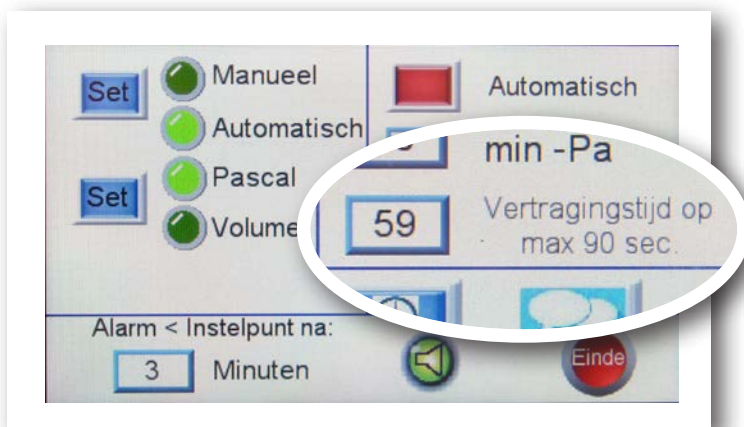 Set
Manueel
Automatisch
Set
Pascal
Volume
Automatisch
min -Pa
59
Vertragingstijd op
max 90 sec.
Alarm < Instelpunt na:
3
Minuten
Einde